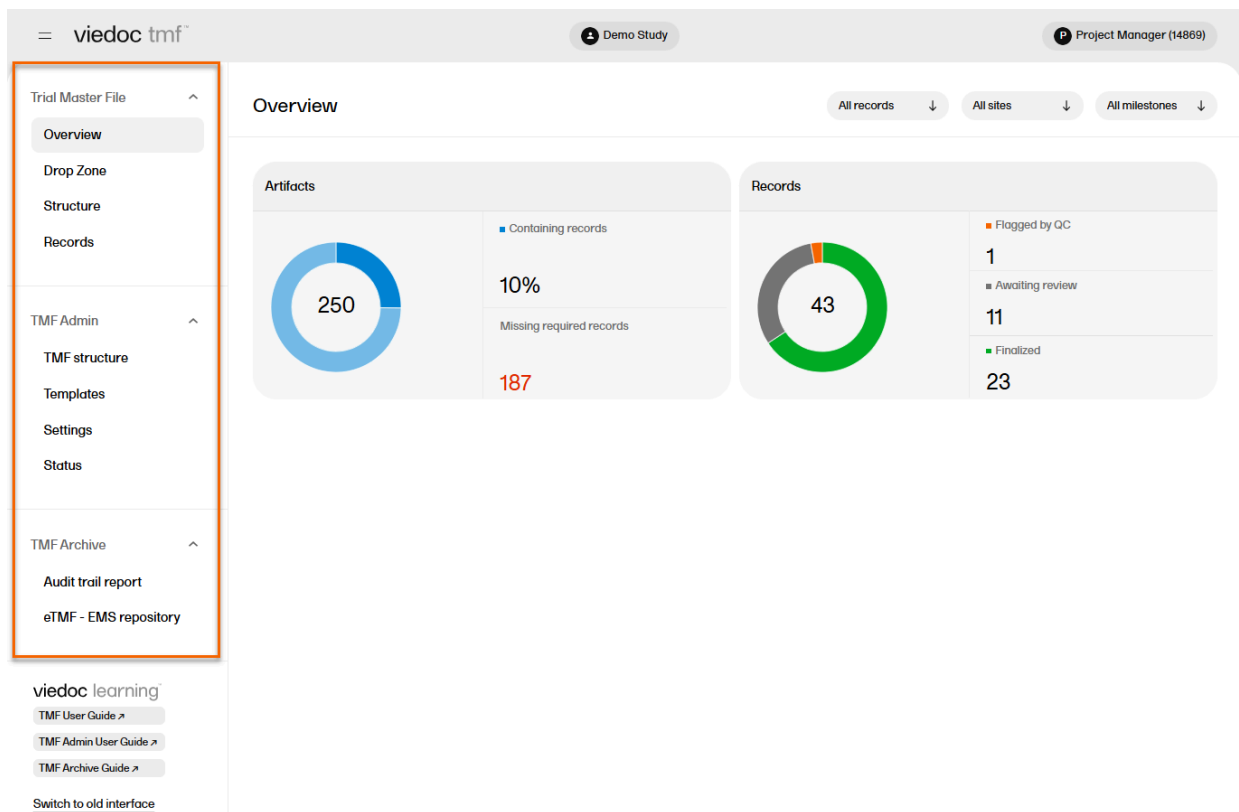 viedoc tmf™
Demo Study
P Project Manager (14869)
Trial Master File
Overview
Drop Zone
Structure
Records
TMF Admin
TMF structure
Templates
Settings
Status
TMF Archive
Audit trail report
eTMF - EMS repository
viedoc learning™
TMF User Guide ↗
TMF Admin User Guide ↗
TMF Archive Guide ↗
Switch to old interface
Overview
All records ↓
All sites ↓
All milestones ↓
Artifacts
250
Containing records
10%
Missing required records
187
Records
43
Flagged by QC
1
Awaiting review
11
Finalized
23